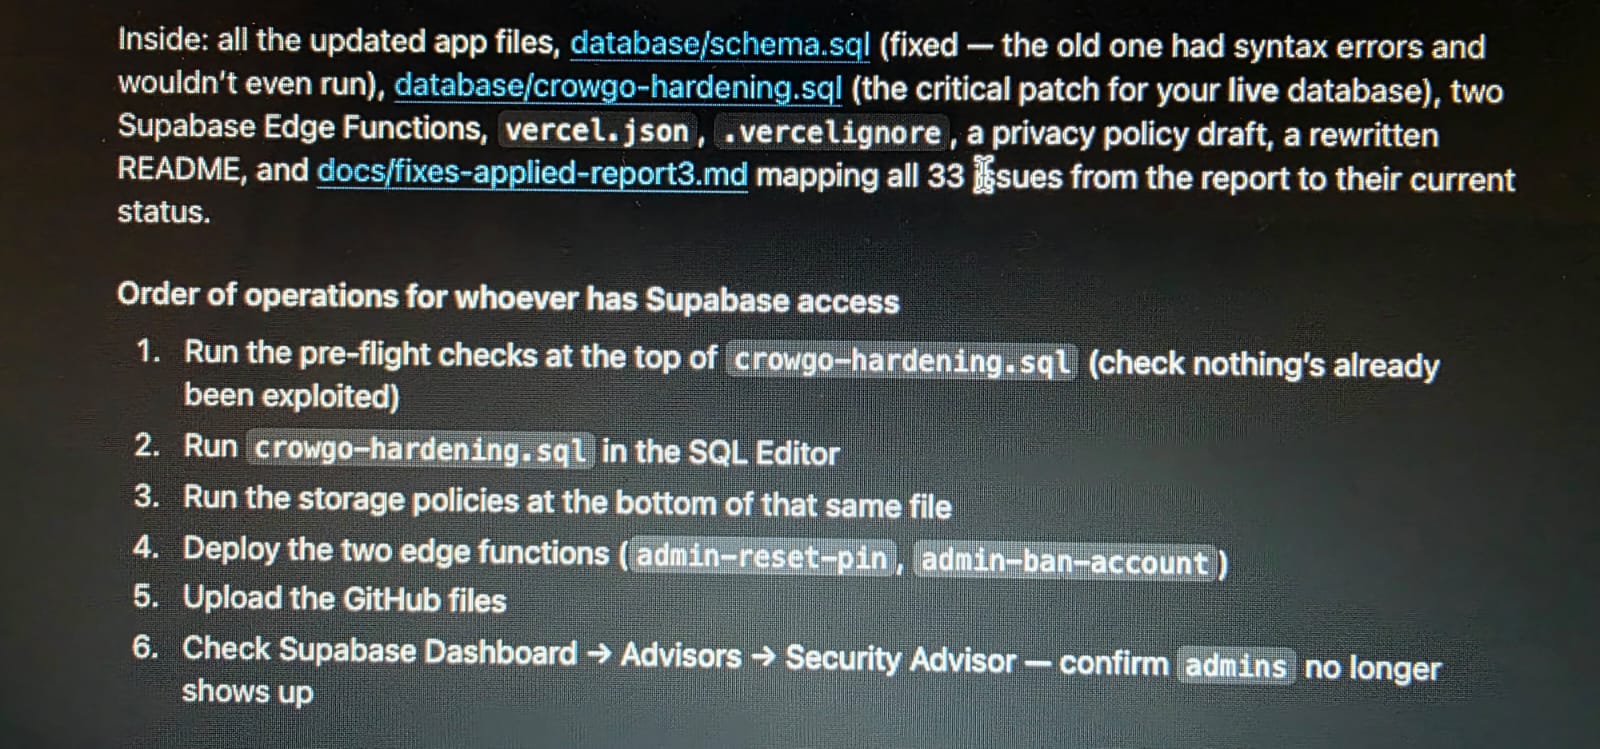 Inside: all the updated app files, database/schema.sql (fixed — the old one had syntax errors and
wouldn't even run), database/crowgo-hardening.sql (the critical patch for your live database), two
Supabase Edge Functions, vercel.json, .vercelignore, a privacy policy draft, a rewritten
README, and docs/fixes-applied-report3.md mapping all 33 issues from the report to their current
status.
Order of operations for whoever has Supabase access
1. Run the pre-flight checks at the top of crowgo-hardening.sql (check nothing's already
been exploited)
2. Run crowgo-hardening.sql in the SQL Editor
3. Run the storage policies at the bottom of that same file
4. Deploy the two edge functions (admin-reset-pin, admin-ban-account)
5. Upload the GitHub files
6. Check Supabase Dashboard → Advisors → Security Advisor — confirm admins no longer
shows up